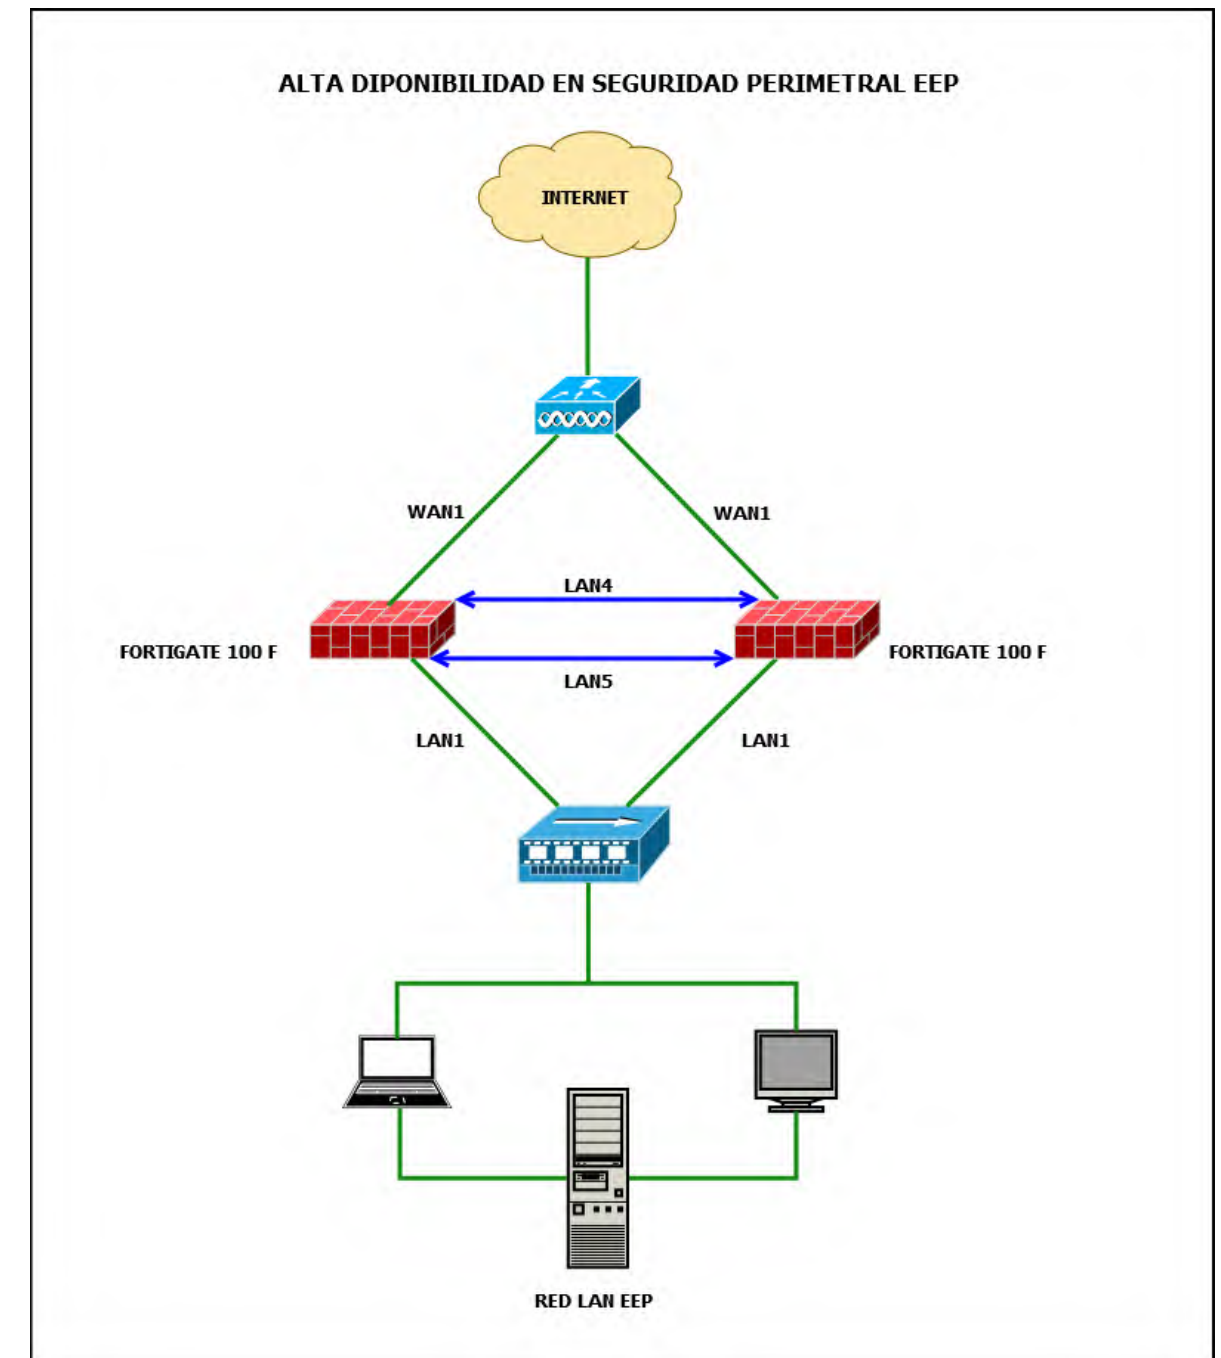 ALTA DIPONIBILIDAD EN SEGURIDAD PERIMETRAL EEP
INTERNET
WAN1
WAN1
LAN4
FORTIGATE 100 F
FORTIGATE 100 F
LAN5
LAN1
LAN1
RED LAN EEP